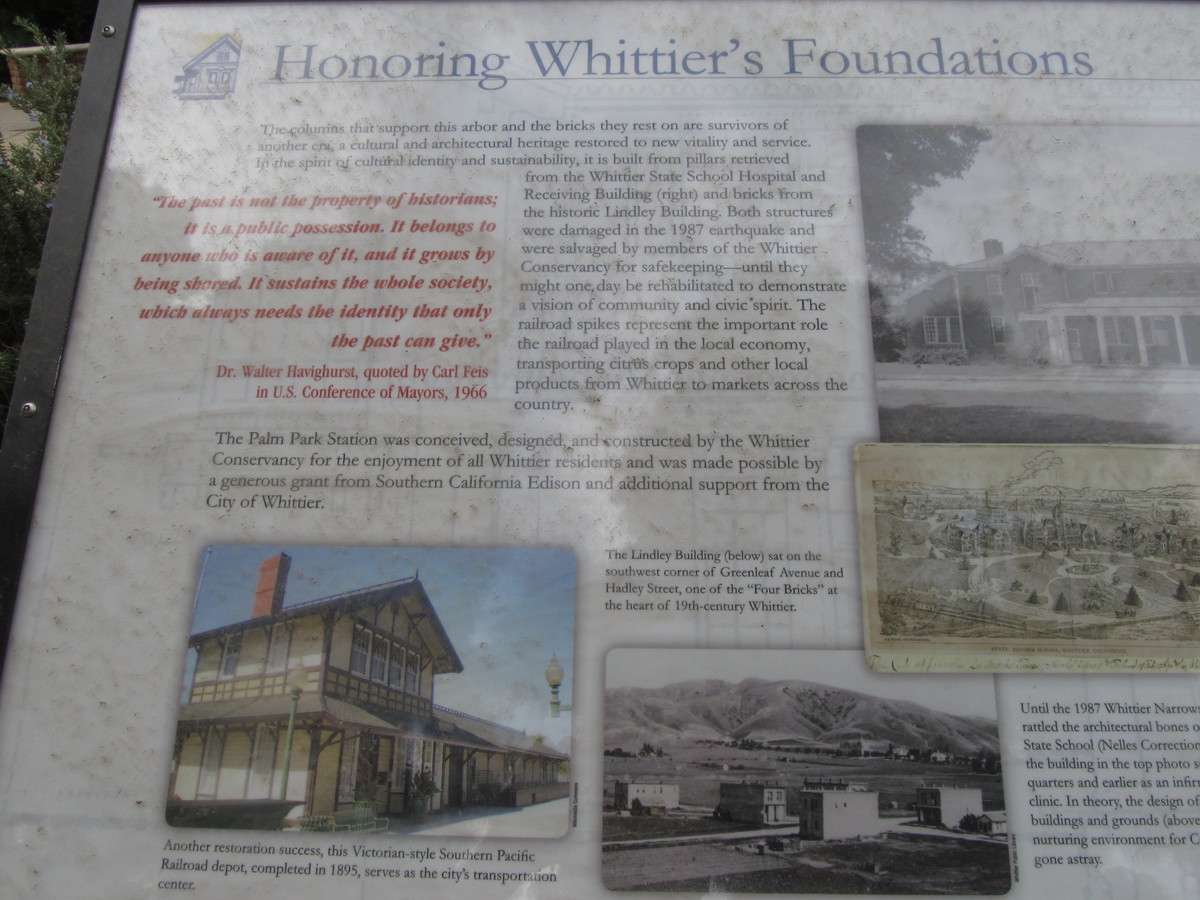 Honoring Whittier's Foundations
The columns that support this arbor and the bricks they rest on are survivors of
another era, a cultural and architectural heritage restored to new vitality and service.
In the spirit of cultural identity and sustainability, it is built from pillars retrieved
from the Whittier State School Hospital and
Receiving Building (right) and bricks from
the historic Lindley Building. Both structures
were damaged in the 1987 earthquake and
were salvaged by members of the Whittier
Conservancy for safekeeping—until they
might one day be rehabilitated to demonstrate
a vision of community and civic spirit. The
railroad spikes represent the important role
the railroad played in the local economy,
transporting citrus crops and other local
products from Whittier to markets across the
country.
"The past is not the property of historians;
it is a public possession. It belongs to
anyone who is aware of it, and it grows by
being shared. It sustains the whole society,
which always needs the identity that only
the past can give."
Dr. Walter Havighurst, quoted by Carl Feis
in U.S. Conference of Mayors, 1966
The Palm Park Station was conceived, designed, and constructed by the Whittier
Conservancy for the enjoyment of all Whittier residents and was made possible by
a generous grant from Southern California Edison and additional support from the
City of Whittier.
The Lindley Building (below) sat on the
southwest corner of Greenleaf Avenue and
Hadley Street, one of the "Four Bricks" at
the heart of 19th-century Whittier.
STATE REFORM SCHOOL, WHITTIER, CALIFORNIA
Another restoration success, this Victorian-style Southern Pacific
Railroad depot, completed in 1895, serves as the city's transportation
center.
Whittier Public Library
Until the 1987 Whittier Narrows
rattled the architectural bones o
State School (Nelles Correction
the building in the top photo s
quarters and earlier as an infir
clinic. In theory, the design of
buildings and grounds (above
nurturing environment for C
gone astray.